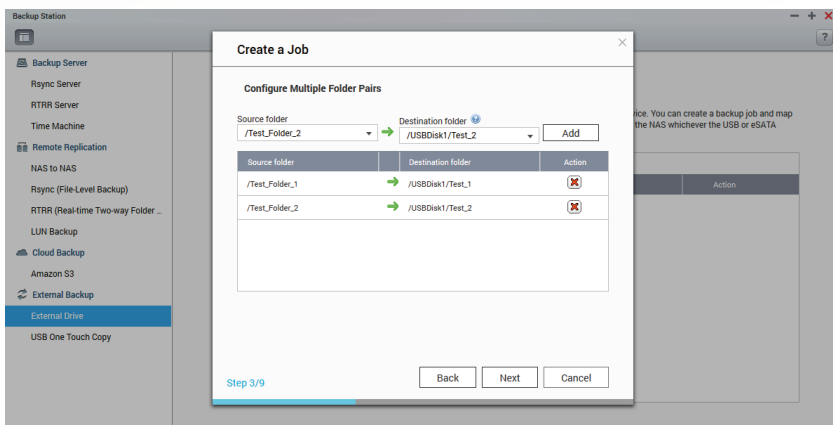 Backup Station
?
Backup Server
Rsync Server
RTRR Server
Time Machine
Remote Replication
NAS to NAS
Rsync (File-Level Backup)
RTRR (Real-time Two-way Folder ...
LUN Backup
Cloud Backup
Amazon S3
External Backup
External Drive
USB One Touch Copy
Create a Job
Configure Multiple Folder Pairs
Source folder
Destination folder
/Test_Folder_2
/USBDisk1/Test_2
Add
Source folder Destination folder Action
/Test_Folder_1 /USBDisk1/Test_1
/Test_Folder_2 /USBDisk1/Test_2
Step 3/9
Back
Next
Cancel
vice. You can create a backup job and map
the NAS whichever the USB or eSATA
Action